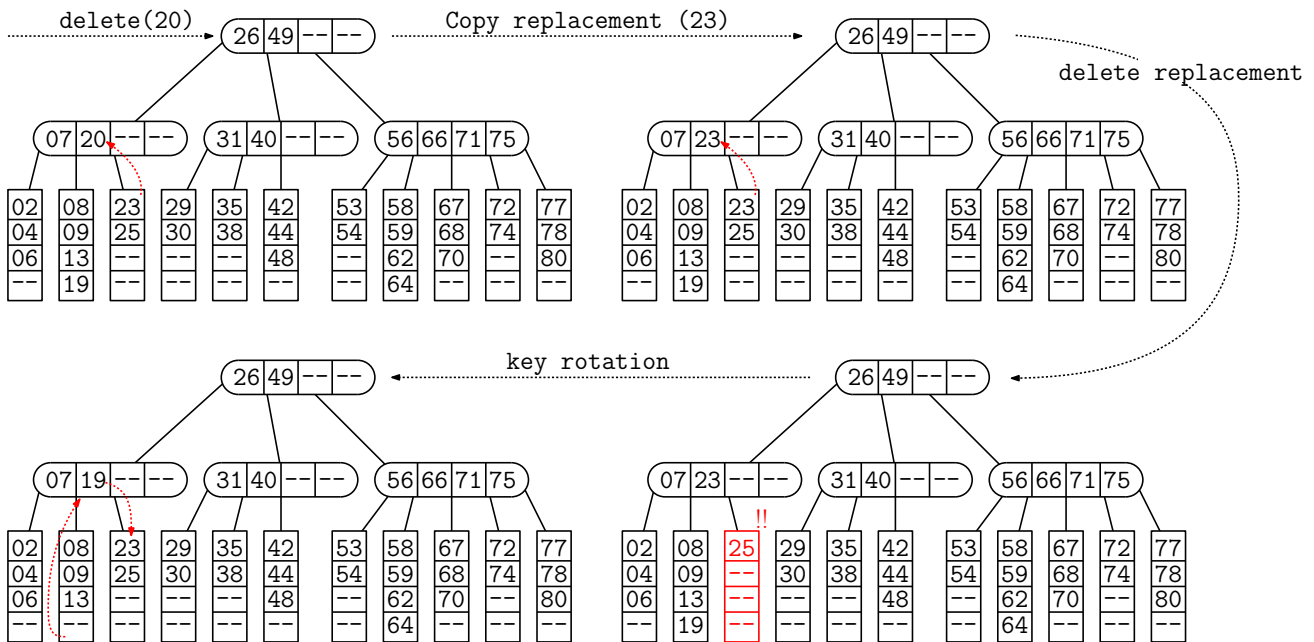 delete(20) 26 49 -- -- Copy replacement (23) 26 49 -- --
delete replacement
07 20 -- -- 31 40 -- -- 56 66 71 75 07 23 -- -- 31 40 -- -- 56 66 71 75
02 08 23 29 35 42 53 58 67 72 77 02 08 23 29 35 42 53 58 67 72 77
04 09 25 30 38 44 54 59 68 74 78 04 09 25 30 38 44 54 59 68 74 78
06 13 -- -- -- 48 -- 62 70 -- 80 06 13 -- -- -- 48 -- 62 70 -- 80
-- 19 -- -- -- -- -- 64 -- -- -- -- 19 -- -- -- -- -- 64 -- -- --
26 49 -- -- key rotation 26 49 -- --
07 19 -- -- 31 40 -- -- 56 66 71 75 07 23 -- -- 31 40 -- -- 56 66 71 75
!!
02 08 23 29 35 42 53 58 67 72 77 02 08 25 29 35 42 53 58 67 72 77
04 09 25 30 38 44 54 59 68 74 78 04 09 -- 30 38 44 54 59 68 74 78
06 13 -- -- -- 48 -- 62 70 -- 80 06 13 -- -- -- 48 -- 62 70 -- 80
-- -- -- -- -- -- -- 64 -- -- -- -- 19 -- -- -- -- -- 64 -- -- --